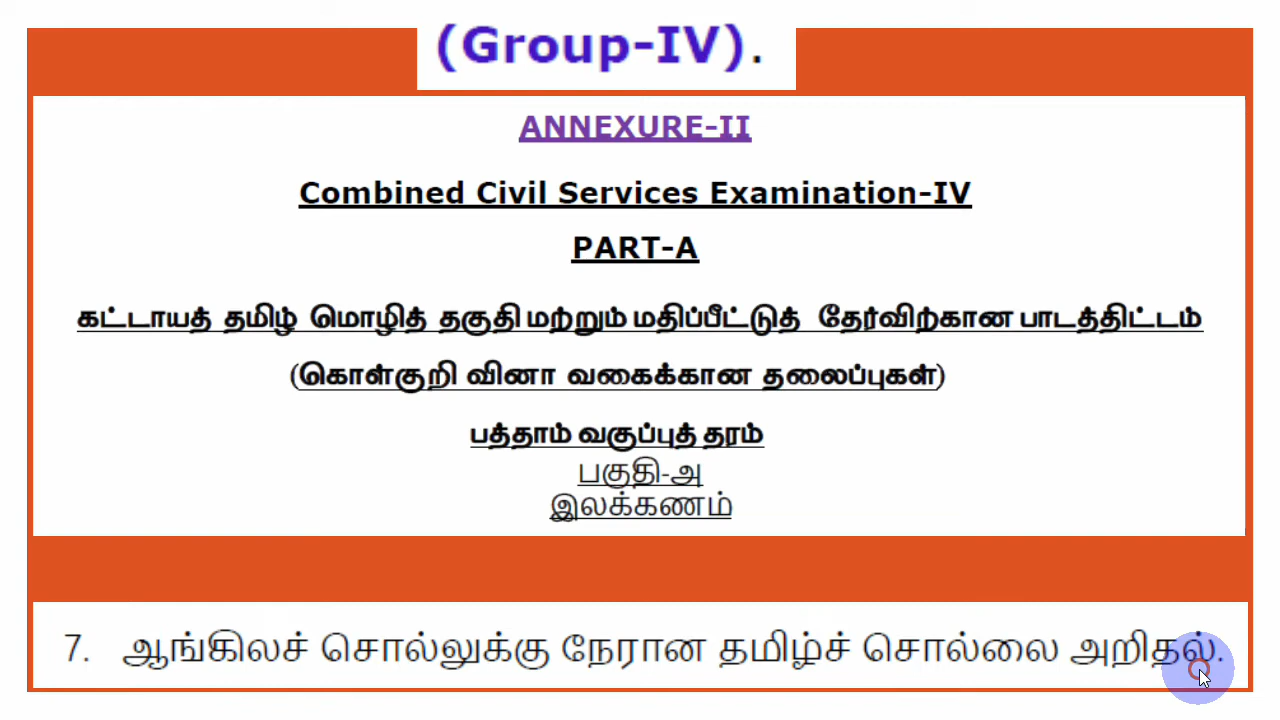 (Group-IV).
ANNEXURE-II
Combined Civil Services Examination-IV
PART-A
கட்டாயத் தமிழ் மொழித் தகுதி மற்றும் மதிப்பீட்டுத் தேர்விற்கான பாடத்திட்டம்
(கொள்குறி வினா வகைக்கான தலைப்புகள்)
பத்தாம் வகுப்புத் தரம்
பகுதி-அ
இலக்கணம்
7. ஆங்கிலச் சொல்லுக்கு நேரான தமிழ்ச் சொல்லை அறிதல்.